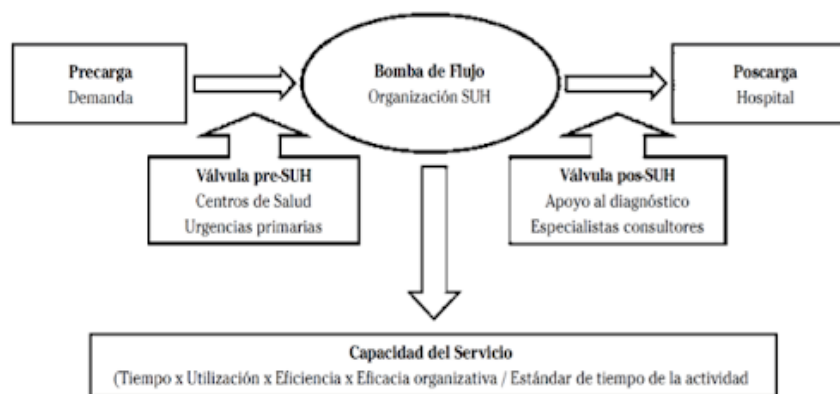 Precarga
Demanda
Bomba de Flujo
Organización SUH
Poscarga
Hospital
Válvula pre-SUH
Centros de Salud
Urgencias primarias
Válvula pos-SUH
Apoyo al diagnóstico
Especialistas consultores
Capacidad del Servicio
(Tiempo x Utilización x Eficiencia x Eficacia organizativa / Estándar de tiempo de la actividad